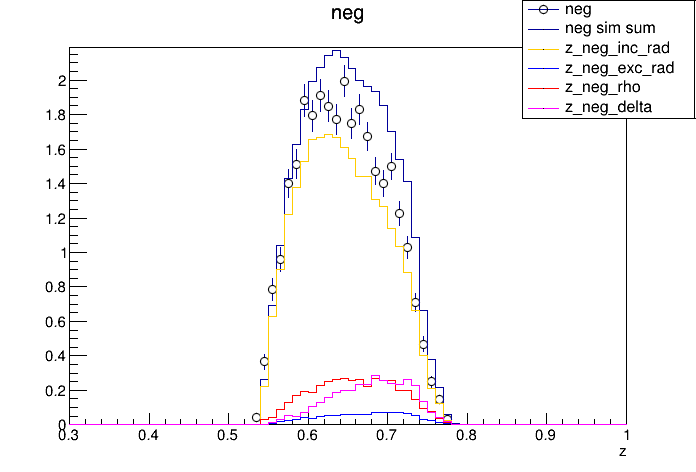 neg
neg
neg sim sum
z_neg_inc_rad
z_neg_exc_rad
z_neg_rho
z_neg_delta
2
1.8
1.6
1.4
1.2
1
0.8
0.6
0.4
0.2
0
0.3 0.4 0.5 0.6 0.7 0.8 0.9 1
z